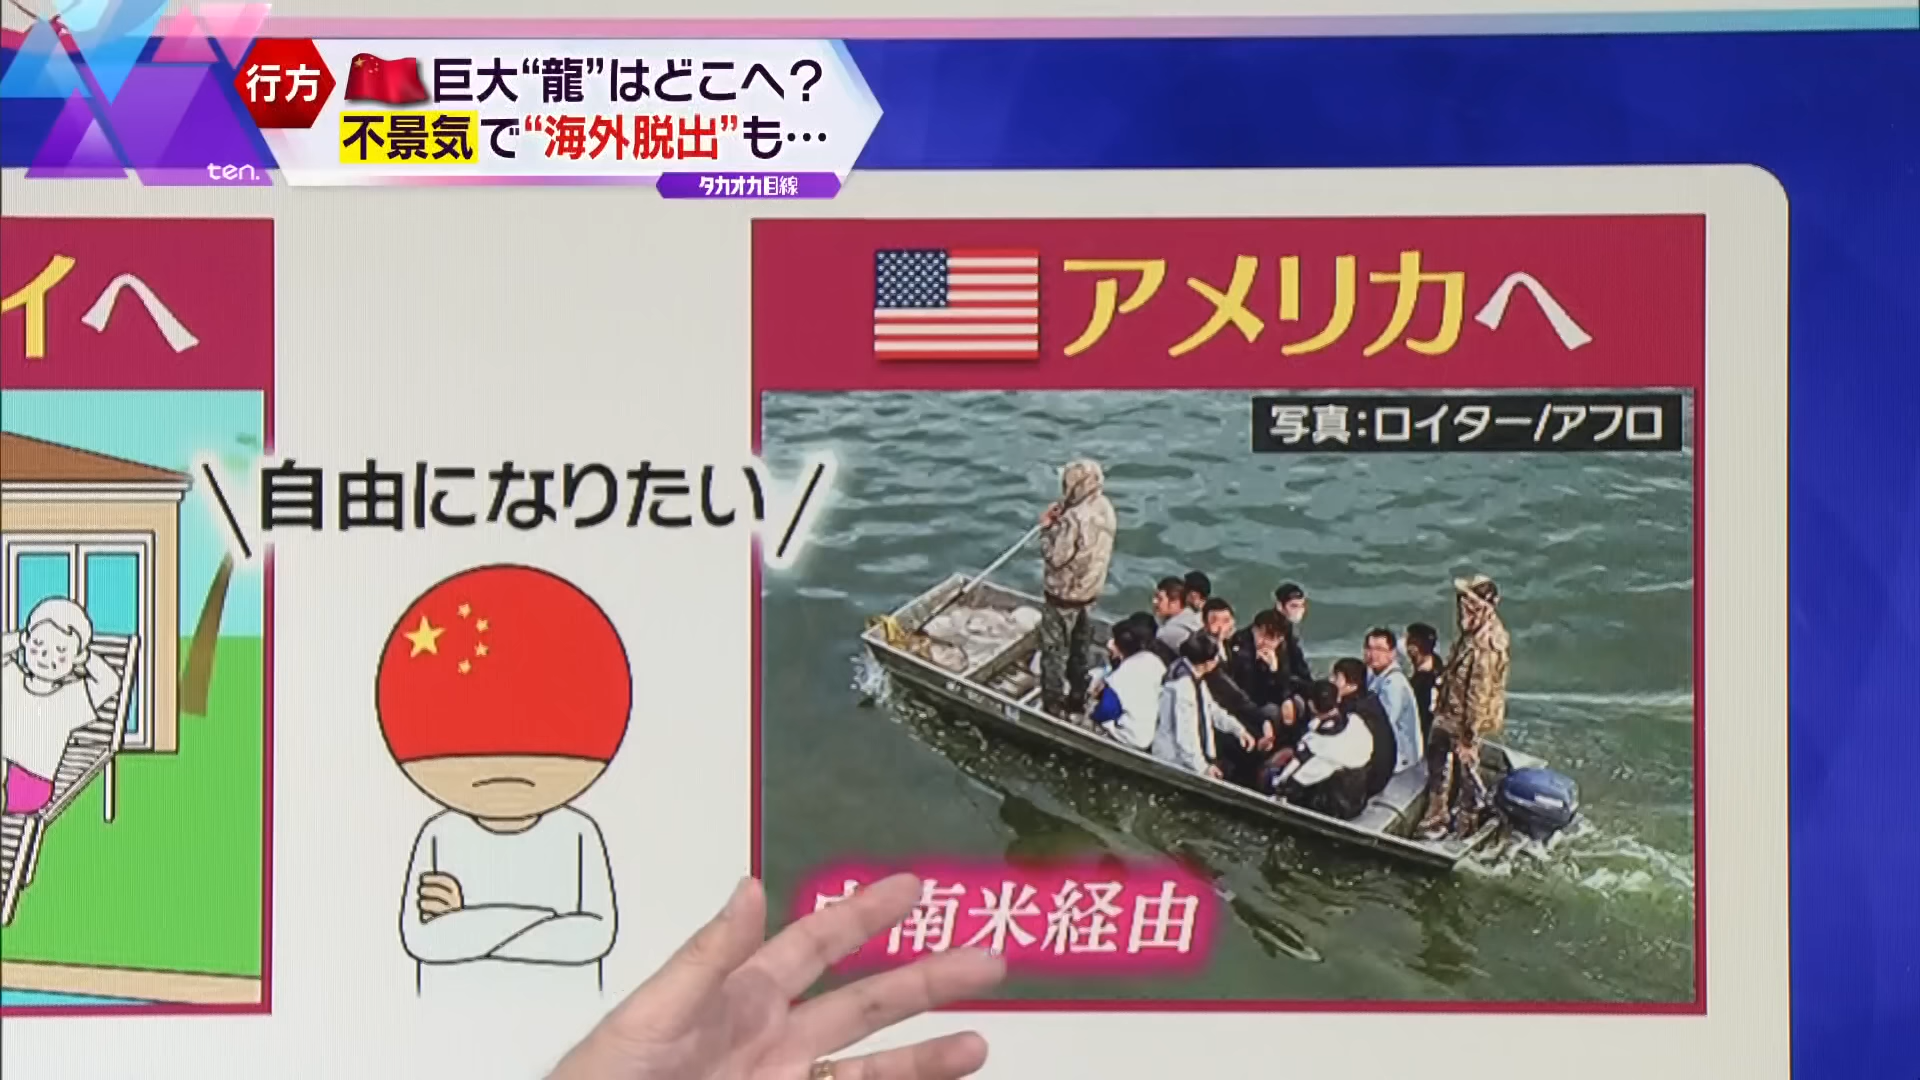 行方
巨大“龍”はどこへ?
不景気で“海外脱出”も…
ten.
タカオカ目線
イへ
アメリカへ
写真:ロイター/アフロ
自由になりたい
南米経由